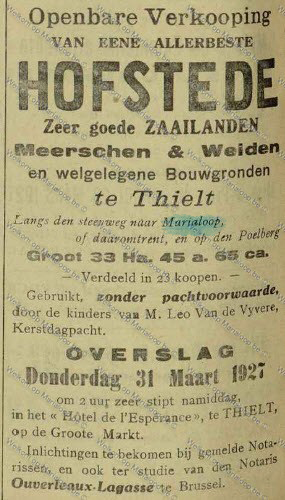 Openbare Verkooping
VAN EENE ALLERBESTE
HOFSTEDE
Zeer goede ZAAILANDEN
Meerschen & Weiden
en welgelegene Bouwgronden
te Thielt
Langs den steenweg naar Marialoop,
of daaromtrent, en op den Poelberg
Groot 33 Ha. 45 a. 65 ca.
— Verdeeld in 23 koopen. —
Gebruikt, zonder pachtvoorwaarde,
door de kinders van M. Leo Van de Vyvere,
Kerstdagpacht.
OVERSLAG
Donderdag 31 Maart 1927
om 2 uur zeer stipt namiddag,
in het « Hôtel de l'Espérance », te THIELT,
op de Groote Markt.
Inlichtingen te bekomen bij gemelde Nota-
rissen, en ook ter studie van den Notaris
Ouverleaux-Lagasse te Brussel.